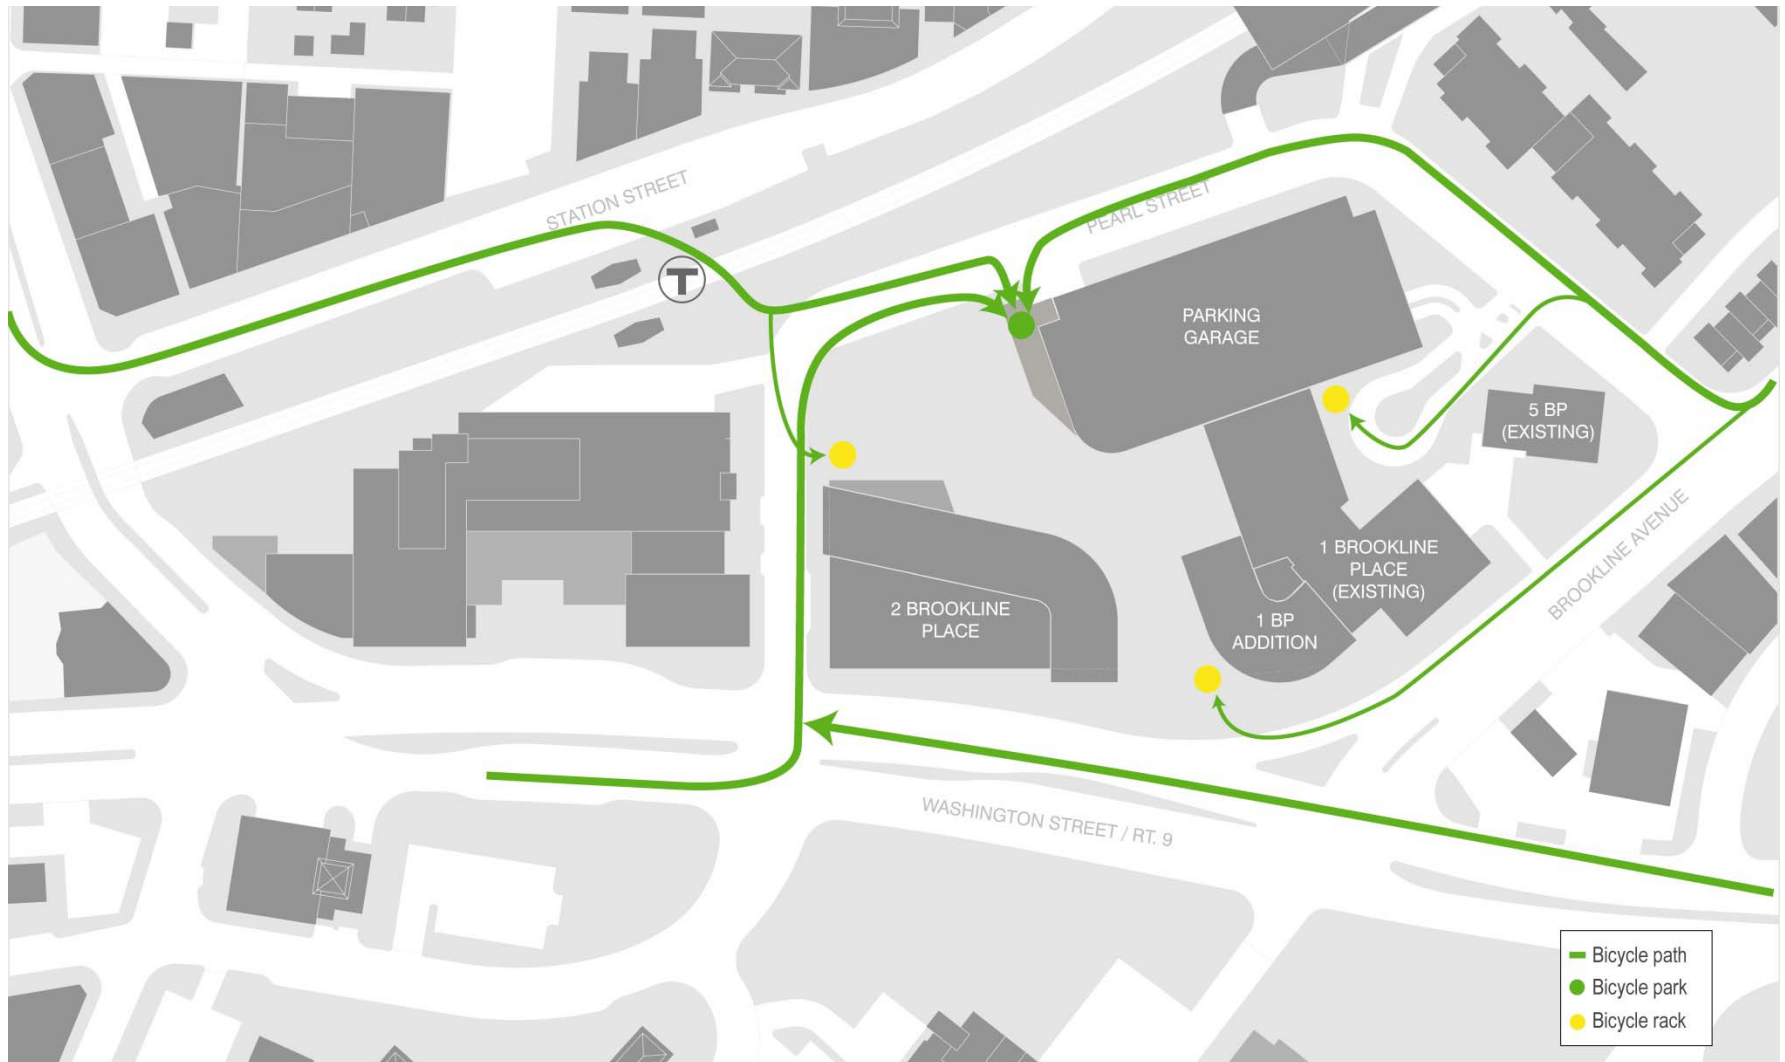 STATION STREET
PEARL STREET
T
PARKING
GARAGE
5 BP
(EXISTING)
BROOKLINE AVENUE
1 BROOKLINE
PLACE
(EXISTING)
2 BROOKLINE
PLACE
1 BP
ADDITION
WASHINGTON STREET / RT. 9
Bicycle path
Bicycle park
Bicycle rack